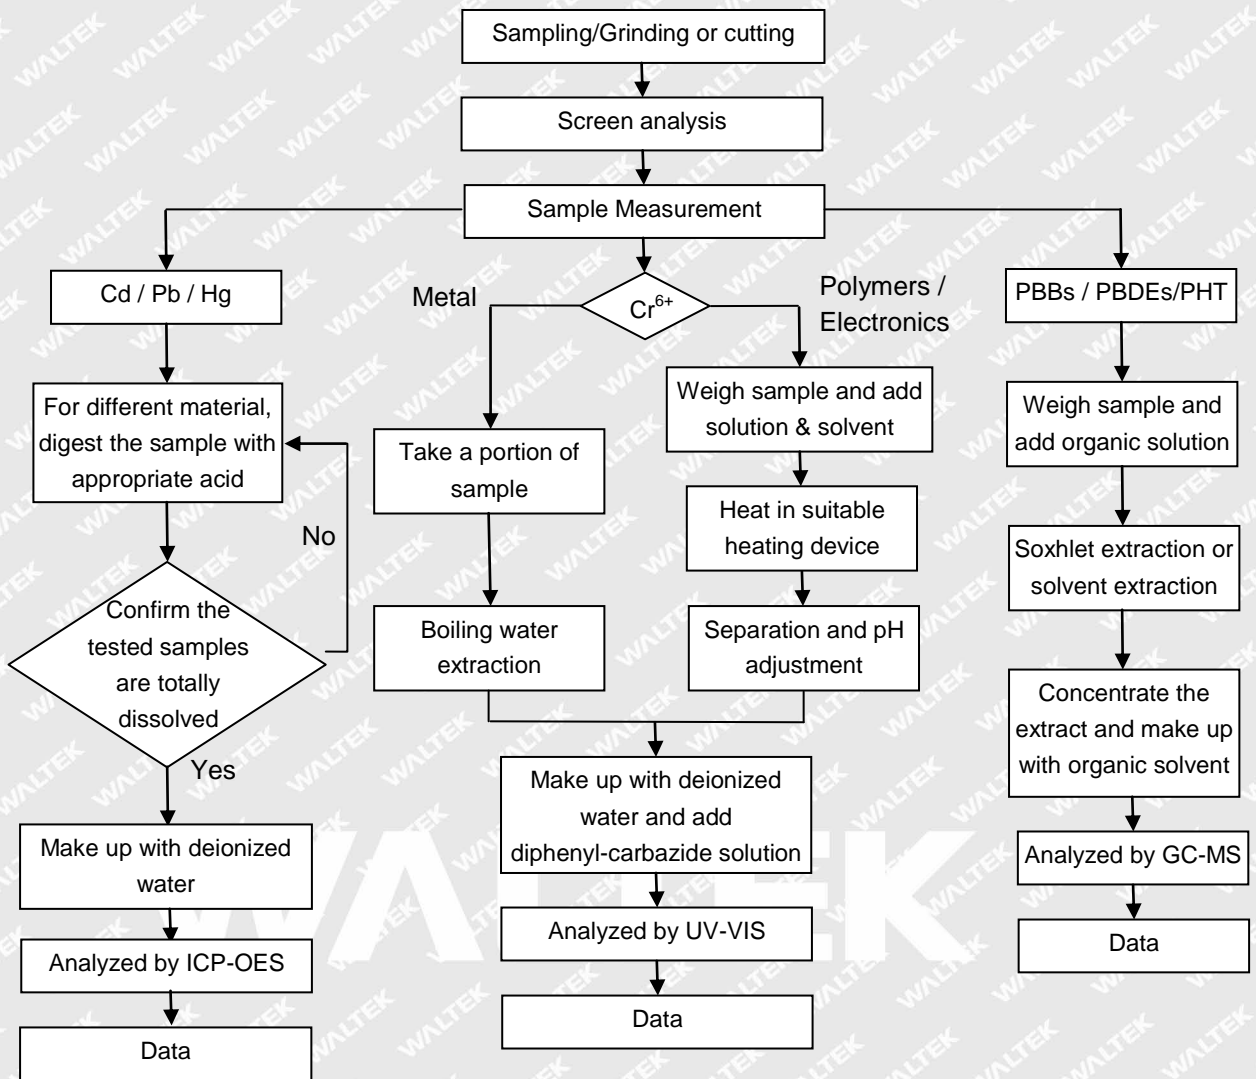 Sampling/Grinding or cutting
Screen analysis
Sample Measurement
Cd / Pb / Hg
For different material,
digest the sample with
appropriate acid
No
Confirm the
tested samples
are totally
dissolved
Yes
Make up with deionized
water
Analyzed by ICP-OES
Data
Metal
Cr6+
Polymers /
Electronics
Take a portion of
sample
Boiling water
extraction
Weigh sample and add
solution & solvent
Heat in suitable
heating device
Separation and pH
adjustment
Make up with deionized
water and add
diphenyl-carbazide solution
Analyzed by UV-VIS
Data
PBBs / PBDEs/PHT
Weigh sample and
add organic solution
Soxhlet extraction or
solvent extraction
Concentrate the
extract and make up
with organic solvent
Analyzed by GC-MS
Data
WALTEK